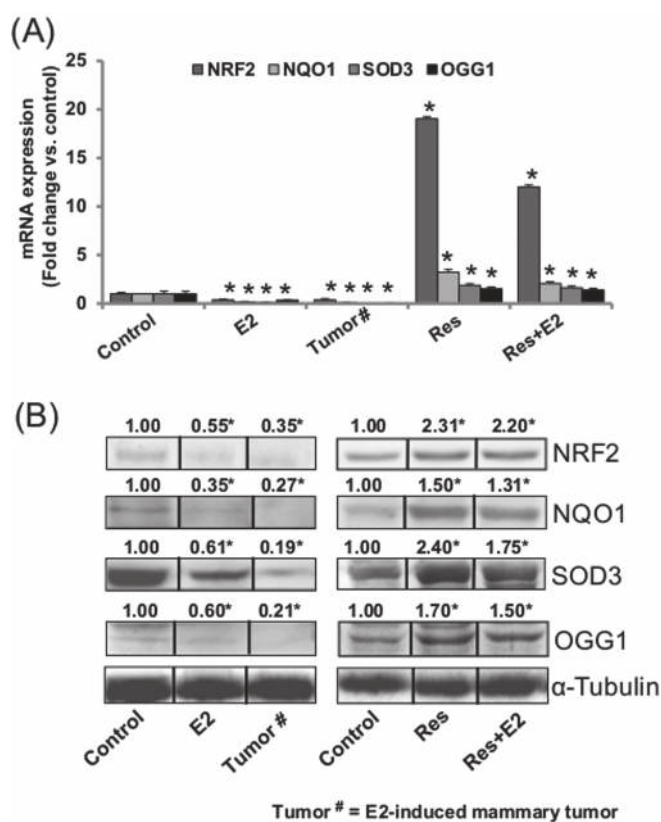 (A)
25
20
15
10
5
0
mRNA expression
(Fold change vs. control)
NRF2 NQO1 SOD3 OGG1
* * * *
* * * *
* * * *
* * * *
Control E2 Tumor# Res Res+E2
(B)
1.00 0.55* 0.35* 1.00 2.31* 2.20*
NRF2
1.00 0.35* 0.27* 1.00 1.50* 1.31*
NQO1
1.00 0.61* 0.19* 1.00 2.40* 1.75*
SOD3
1.00 0.60* 0.21* 1.00 1.70* 1.50*
OGG1
α-Tubulin
Control E2 Tumor # Control Res Res+E2
Tumor # = E2-induced mammary tumor